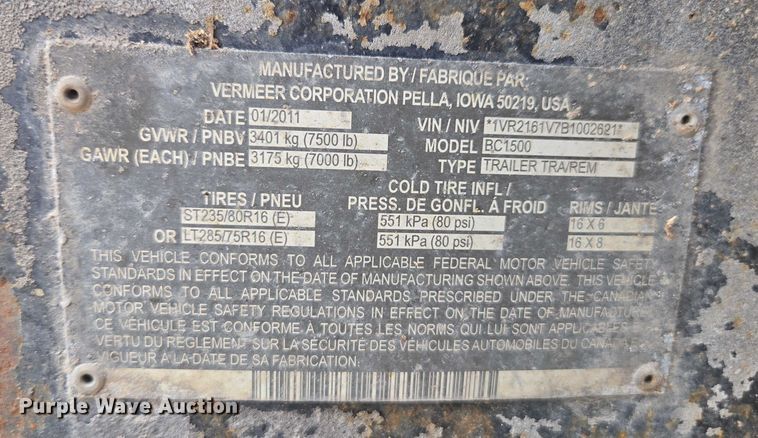 MANUFACTURED BY / FABRIQUE PAR
VERMEER CORPORATION PELLA, IOWA 50219, USA
DATE 01/2011 VIN / NIV *1VR2161V7B1002621*
GVWR / PNBV 3401 kg (7500 lb) MODEL BC1500
GAWR (EACH) / PNBE 3175 kg (7000 lb) TYPE TRAILER TRA/REM
TIRES / PNEU COLD TIRE INFL / PRESS. DE GONFL. À FROID RIMS / JANTE
ST235/80R16 (E) 551 kPa (80 psi) 16 X 6
OR LT285/75R16 (E) 551 kPa (80 psi) 16 X 8
THIS VEHICLE CONFORMS TO ALL APPLICABLE FEDERAL MOTOR VEHICLE SAFETY
STANDARDS IN EFFECT ON THE DATE OF MANUFACTURING SHOWN ABOVE. THIS VEHICLE
CONFORMS TO ALL APPLICABLE STANDARDS PRESCRIBED UNDER THE CANADIAN
MOTOR VEHICLE SAFETY REGULATIONS IN EFFECT ON THE DATE OF MANUFACTURE
CE VÉHICULE EST CONFORME A TOUTES LES NORMS QUI LUI SONT APPLICABLES
VERTU DU REGLEMENT SUR LA SÉCURITÉ DES VÉHICULES AUTOMOBILES DU CANADA
VIGUEUR À LA DATE DE SA FABRICATION.
Purple Wave Auction